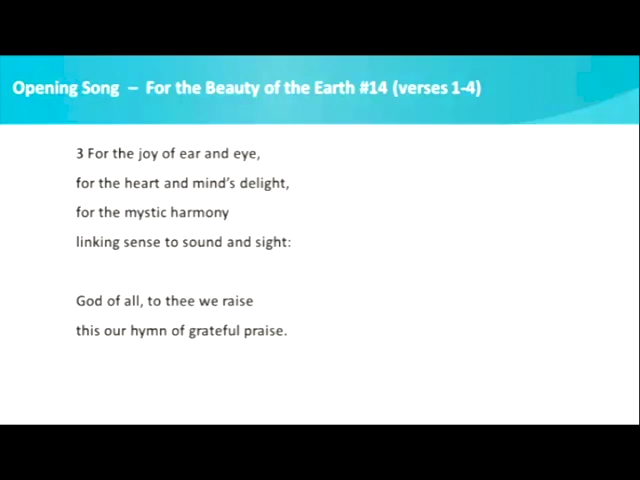 Opening Song – For the Beauty of the Earth #14 (verses 1-4)
3 For the joy of ear and eye,
for the heart and mind's delight,
for the mystic harmony
linking sense to sound and sight:
God of all, to thee we raise
this our hymn of grateful praise.